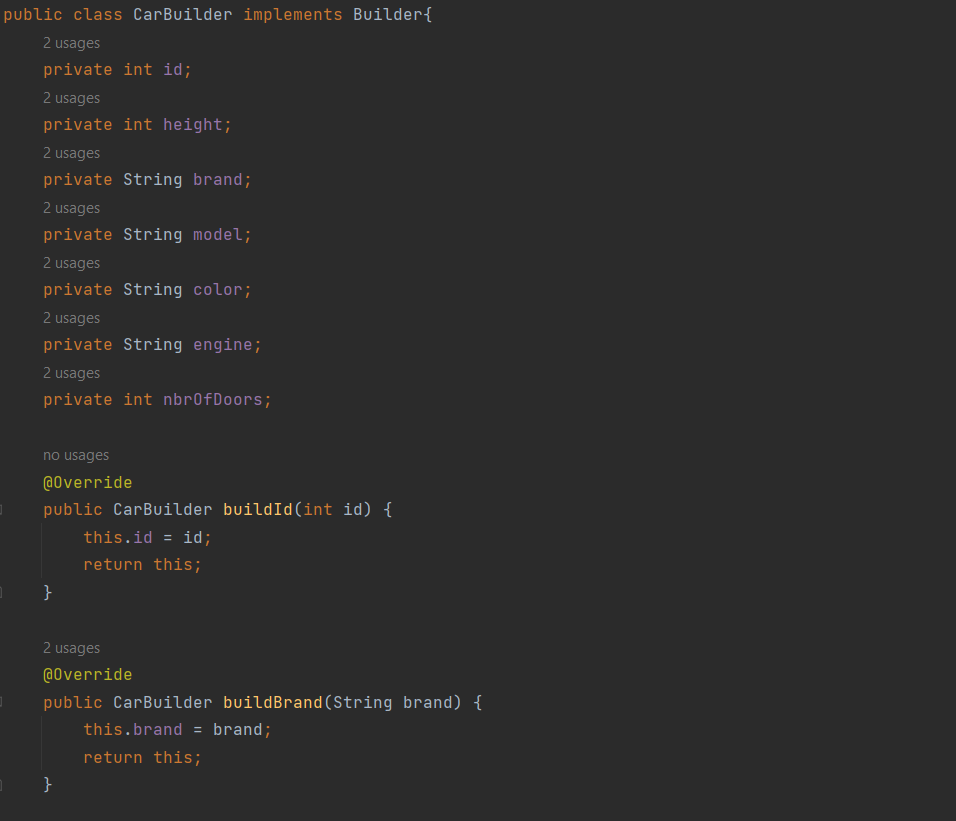 public class CarBuilder implements Builder{
2 usages
private int id;
2 usages
private int height;
2 usages
private String brand;
2 usages
private String model;
2 usages
private String color;
2 usages
private String engine;
2 usages
private int nbrOfDoors;
no usages
@Override
public CarBuilder buildId(int id) {
this.id = id;
return this;
}
2 usages
@Override
public CarBuilder buildBrand(String brand) {
this.brand = brand;
return this;
}